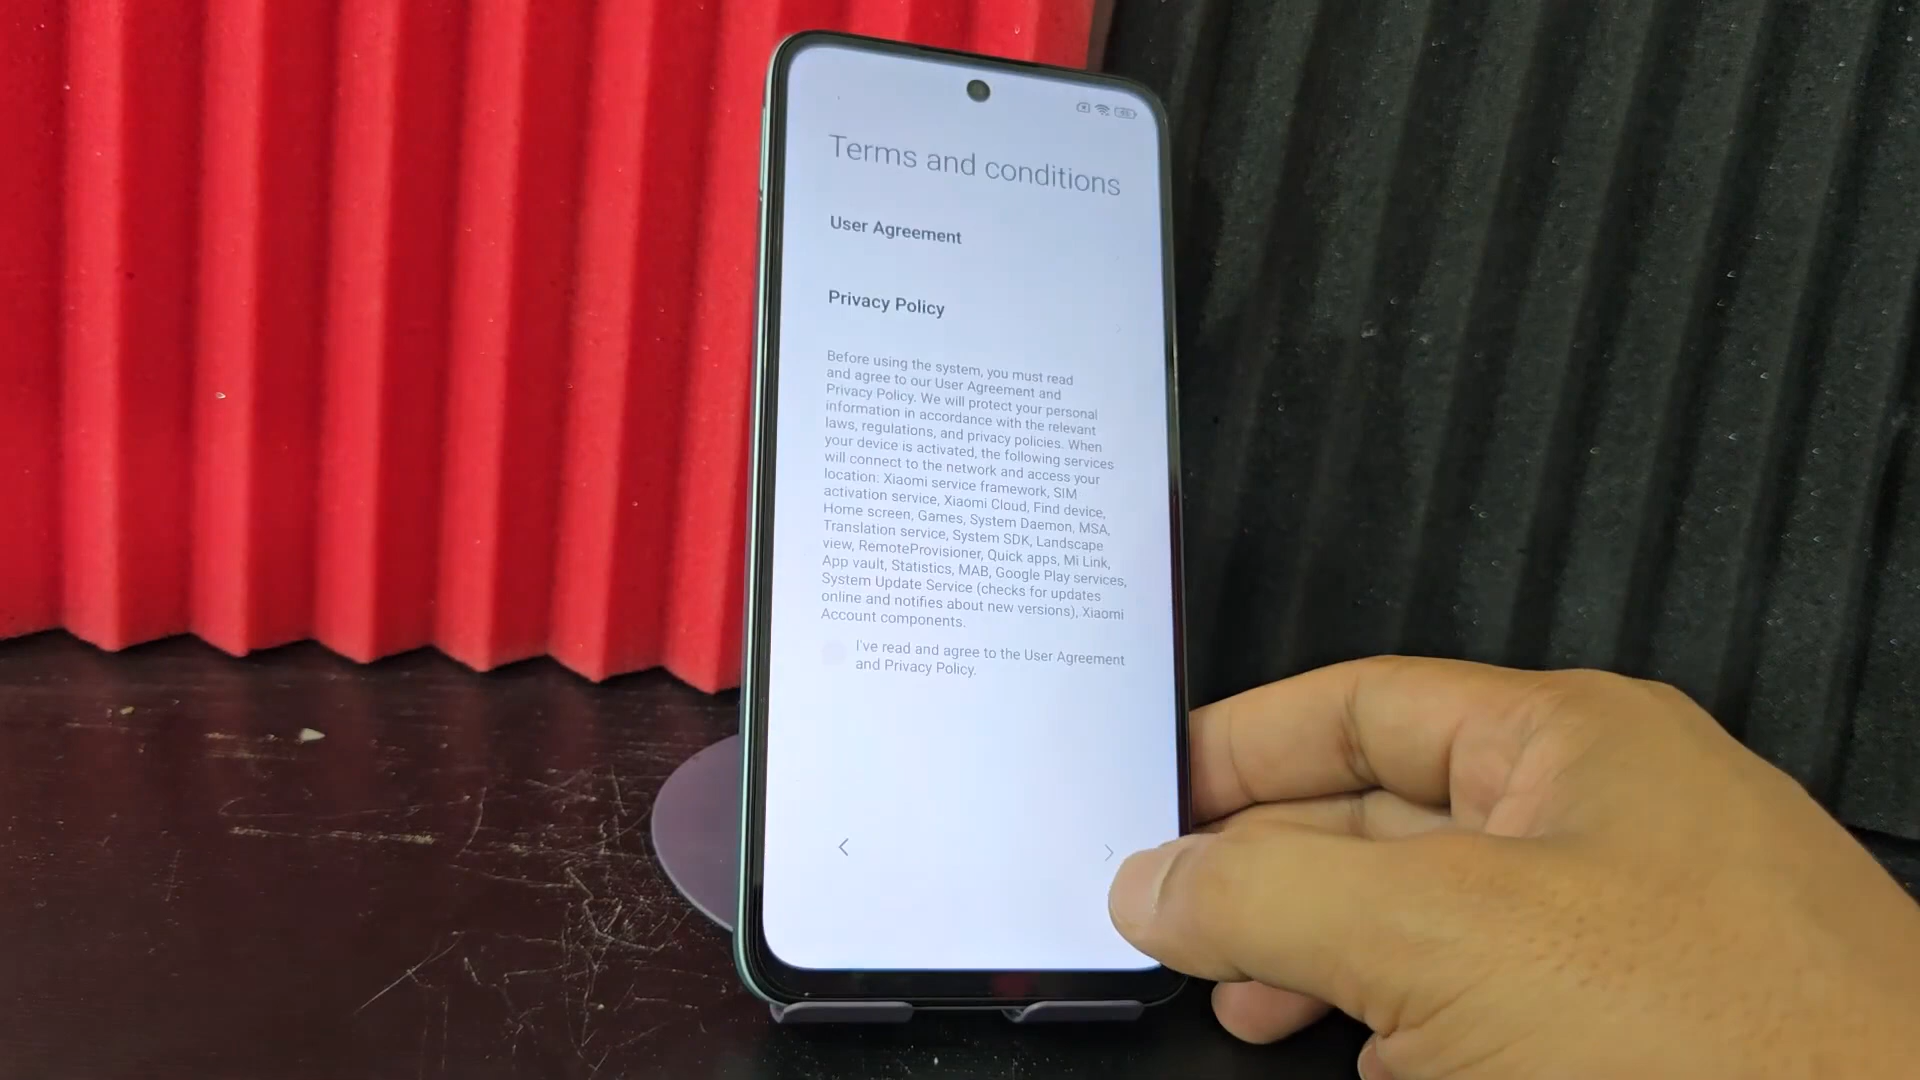 Terms and conditions
User Agreement
Privacy Policy
Before using the system, you must read
and agree to our User Agreement and
Privacy Policy. We will protect your personal
information in accordance with the relevant
laws, regulations, and privacy policies. When
your device is activated, the following services
will connect to the network and access your
location: Xiaomi service framework, SIM
activation service, Xiaomi Cloud, Find device,
Home screen, Games, System Daemon, MSA,
Translation service, System SDK, Landscape
view, RemoteProvisioner, Quick apps, Mi Link,
App vault, Statistics, MAB, Google Play services,
System Update Service (checks for updates
online and notifies about new versions), Xiaomi
Account components.
I've read and agree to the User Agreement
and Privacy Policy.